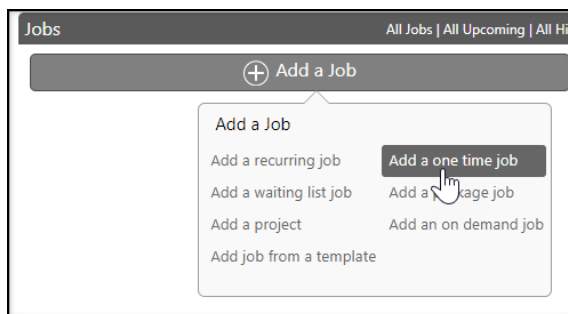 Jobs All Jobs | All Upcoming | All Hi
Add a Job
Add a Job
Add a recurring job Add a one time job
Add a waiting list job Add a package job
Add a project Add an on demand job
Add job from a template